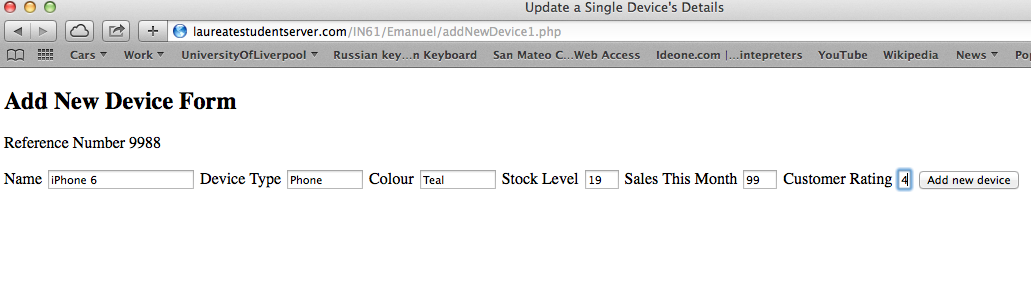 Update a Single Device's Details
laureatestudentserver.com/IN61/Emanuel/addNewDevice1.php
Cars Work UniversityOfLiverpool Russian key...n Keyboard San Mateo C...Web Access Ideone.com |...intepreters YouTube Wikipedia News Po
Add New Device Form
Reference Number 9988
Name iPhone 6 Device Type Phone Colour Teal Stock Level 19 Sales This Month 99 Customer Rating 4 Add new device